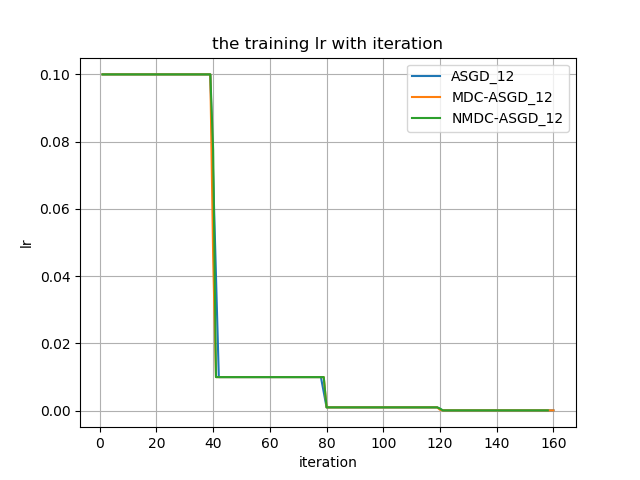 the training lr with iteration
ASGD_12
MDC-ASGD_12
NMDC-ASGD_12
0.10
0.08
0.06
0.04
0.02
0.00
lr
0 20 40 60 80 100 120 140 160
iteration